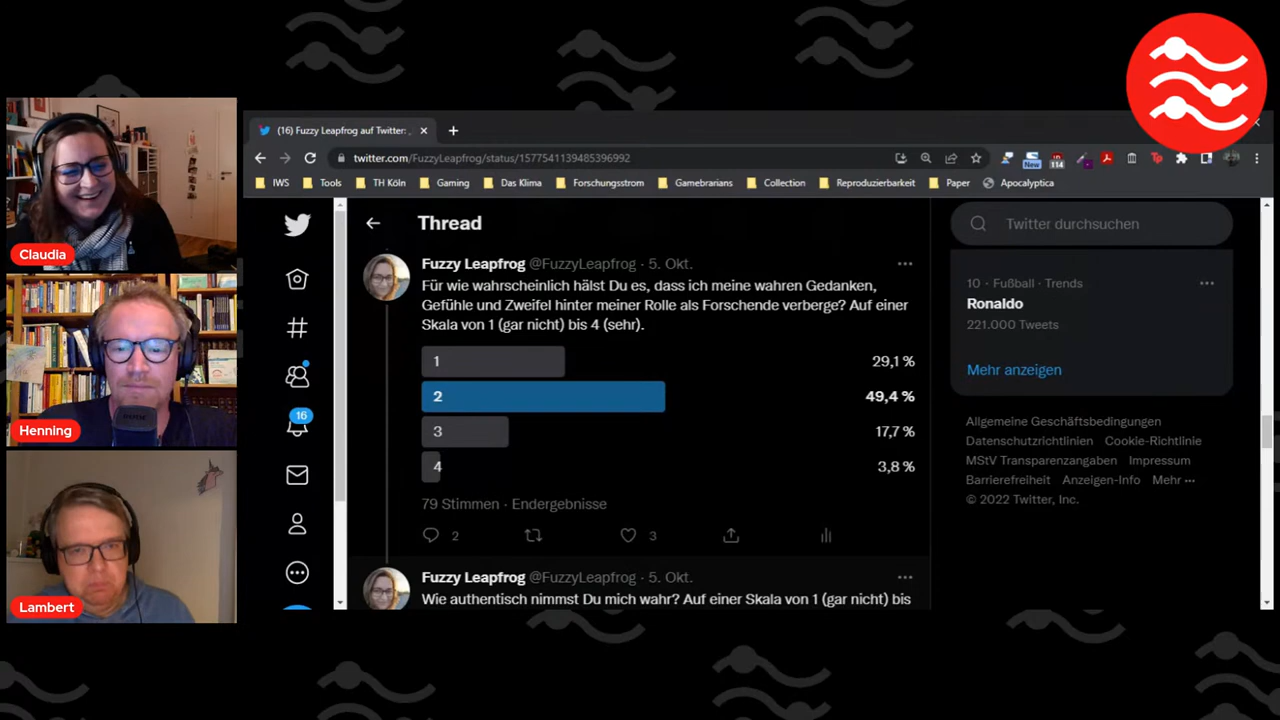 (16) Fuzzy Leapfrog auf Twitter:
twitter.com/FuzzyLeapfrog/status/1577541139485396992
New
114
IWS
Tools
TH Köln
Gaming
Das Klima
Forschungsstrom
Gamebrarians
Collection
Reproduzierbarkeit
Paper
Apocalyptica
Claudia
Henning
Lambert
16
Thread
Fuzzy Leapfrog @FuzzyLeapfrog · 5. Okt.
Für wie wahrscheinlich hälst Du es, dass ich meine wahren Gedanken,
Gefühle und Zweifel hinter meiner Rolle als Forschende verberge? Auf einer
Skala von 1 (gar nicht) bis 4 (sehr).
1 29,1 %
2 49,4 %
3 17,7 %
4 3,8 %
79 Stimmen · Endergebnisse
2 3
Fuzzy Leapfrog @FuzzyLeapfrog · 5. Okt.
Wie authentisch nimmst Du mich wahr? Auf einer Skala von 1 (gar nicht) bis
Twitter durchsuchen
10 · Fußball · Trends
Ronaldo
221.000 Tweets
Mehr anzeigen
Allgemeine Geschäftsbedingungen
Datenschutzrichtlinien Cookie-Richtlinie
MStV Transparenzangaben Impressum
Barrierefreiheit Anzeigen-Info Mehr ···
© 2022 Twitter, Inc.